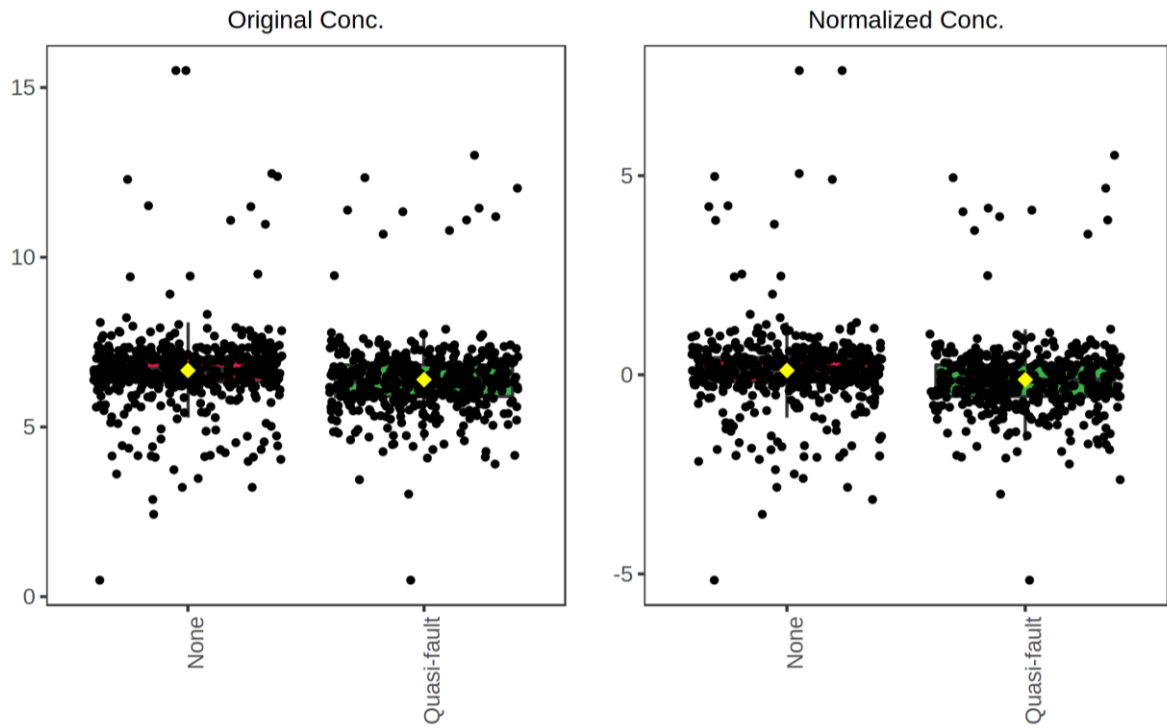 Original Conc.
15
10
5
0
None
Quasi-fault
Normalized Conc.
5
0
-5
None
Quasi-fault